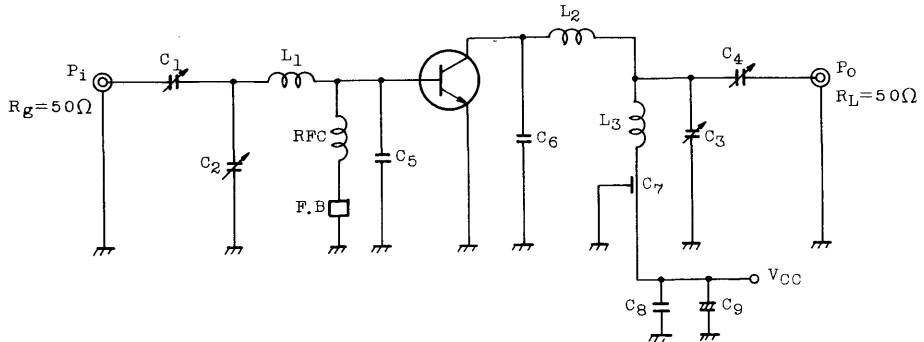 Pi
Rg=50Ω
C1
L1
C2
RFC
F.B
C5
L2
C6
L3
C7
C3
C4
Po
RL=50Ω
C8
C9
VCC